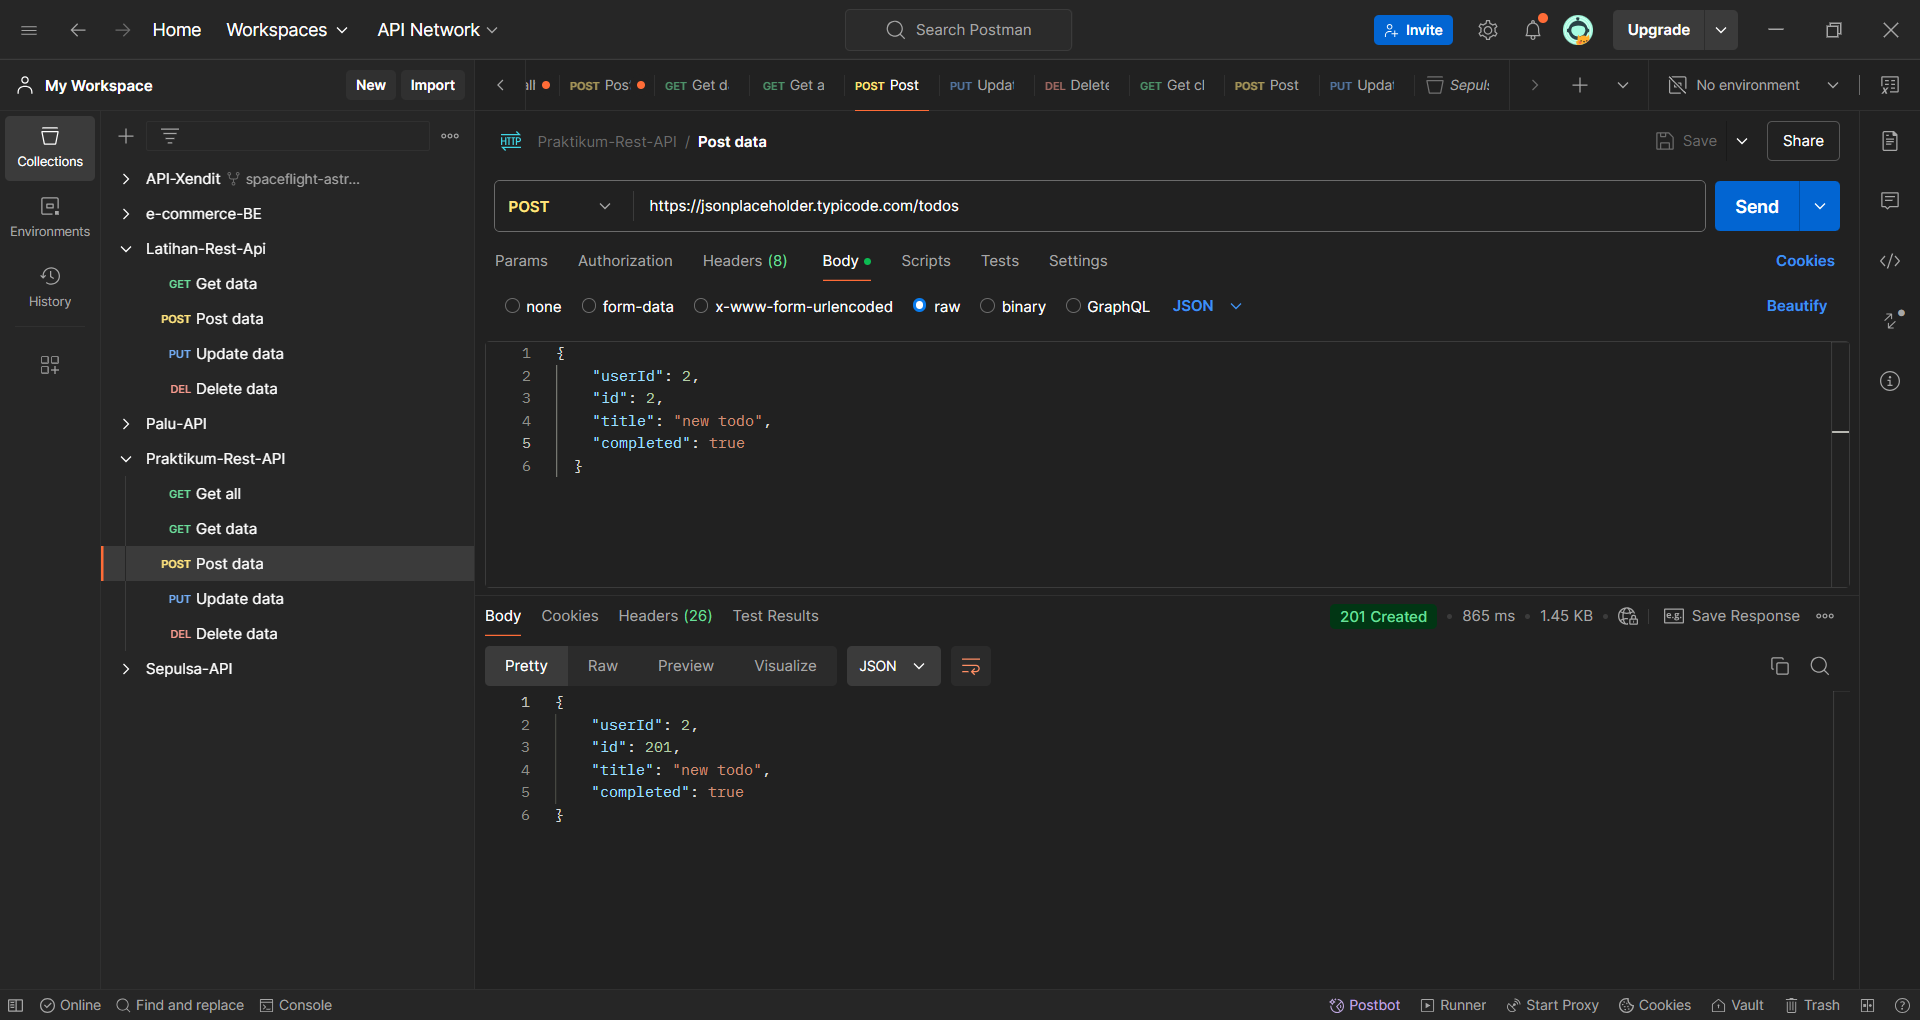 Home Workspaces API Network Search Postman Invite Upgrade
My Workspace New Import
ll POST Pos GET Get d GET Get a POST Post PUT Updat DEL Delete GET Get cl POST Post PUT Updat Sepuls No environment
Collections
Environments
History
API-Xendit spaceflight-astr...
e-commerce-BE
Latihan-Rest-Api
GET Get data
POST Post data
PUT Update data
DEL Delete data
Palu-API
Praktikum-Rest-API
GET Get all
GET Get data
POST Post data
PUT Update data
DEL Delete data
Sepulsa-API
HTTP Praktikum-Rest-API / Post data Save Share
POST https://jsonplaceholder.typicode.com/todos Send
Params Authorization Headers (8) Body Scripts Tests Settings Cookies
none form-data x-www-form-urlencoded raw binary GraphQL JSON Beautify
1 {
2 "userId": 2,
3 "id": 2,
4 "title": "new todo",
5 "completed": true
6 }
Body Cookies Headers (26) Test Results 201 Created 865 ms 1.45 KB e.g. Save Response
Pretty Raw Preview Visualize JSON
1 {
2 "userId": 2,
3 "id": 201,
4 "title": "new todo",
5 "completed": true
6 }
Online Find and replace Console Postbot Runner Start Proxy Cookies Vault Trash